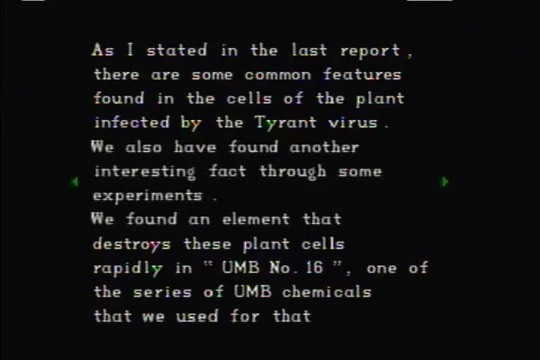 As I stated in the last report,
there are some common features
found in the cells of the plant
infected by the Tyrant virus.
We also have found another
interesting fact through some
experiments.
We found an element that
destroys these plant cells
rapidly in " UMB No. 16 ", one of
the series of UMB chemicals
that we used for that